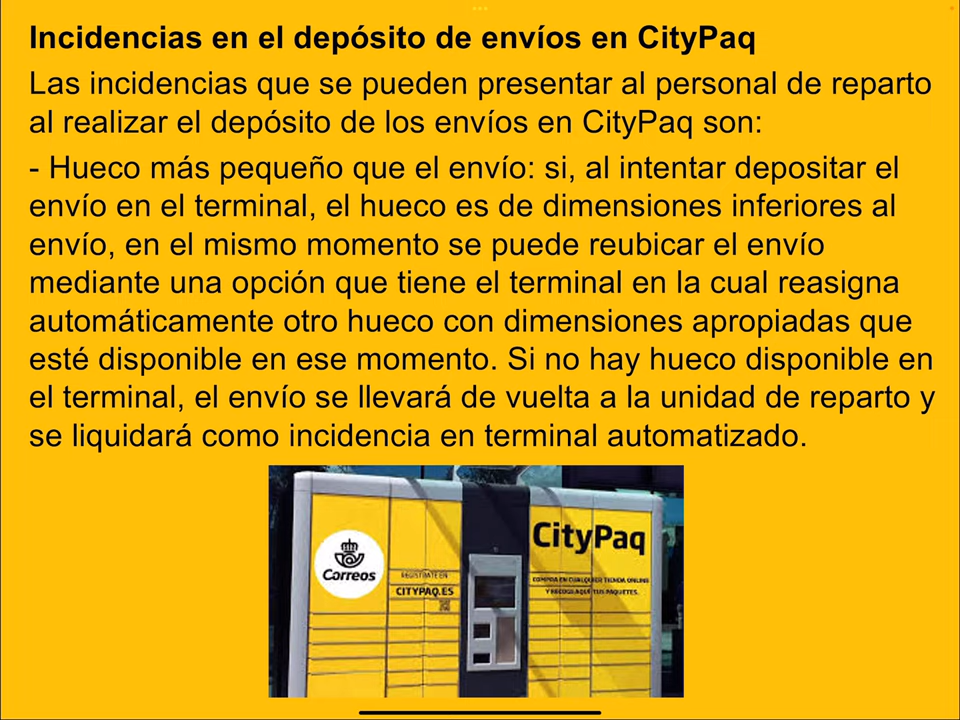 Incidencias en el depósito de envíos en CityPaq
Las incidencias que se pueden presentar al personal de reparto
al realizar el depósito de los envíos en CityPaq son:
- Hueco más pequeño que el envío: si, al intentar depositar el
envío en el terminal, el hueco es de dimensiones inferiores al
envío, en el mismo momento se puede reubicar el envío
mediante una opción que tiene el terminal en la cual reasigna
automáticamente otro hueco con dimensiones apropiadas que
esté disponible en ese momento. Si no hay hueco disponible en
el terminal, el envío se llevará de vuelta a la unidad de reparto y
se liquidará como incidencia en terminal automatizado.
CityPaq
Correos
REGÍSTRATE EN
CITYPAQ.ES
COMPRA EN CUALQUIER TIENDA ONLINE
Y RECOGE AQUÍ TUS PAQUETES.